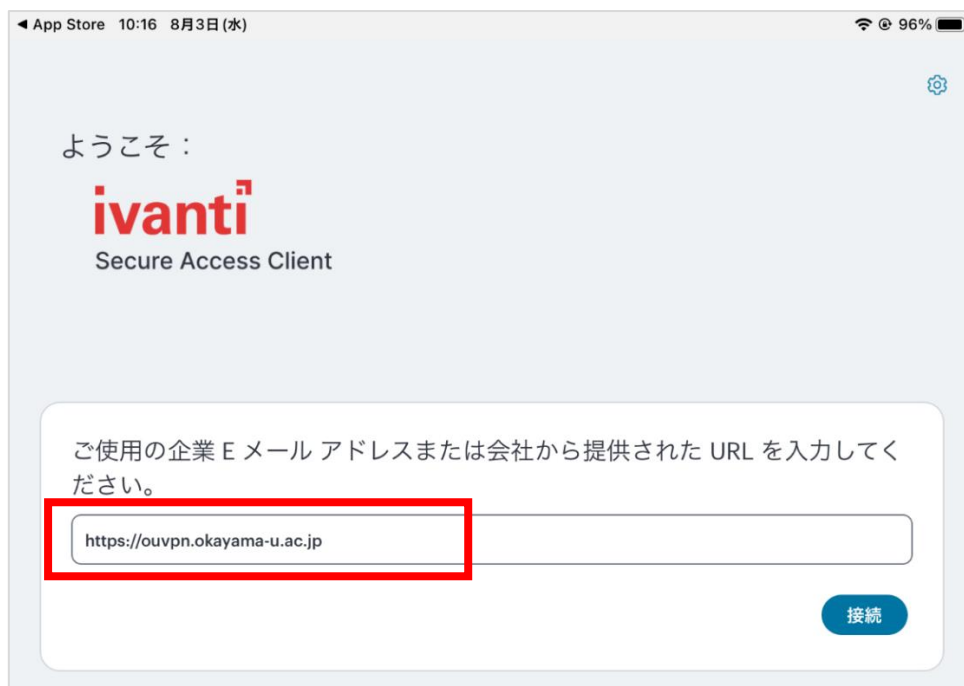 ◀ App Store 10:16 8月3日(水) 96%
ようこそ：
ivanti
Secure Access Client
ご使用の企業 E メール アドレスまたは会社から提供された URL を入力してく
ださい。
https://ouvpn.okayama-u.ac.jp
接続